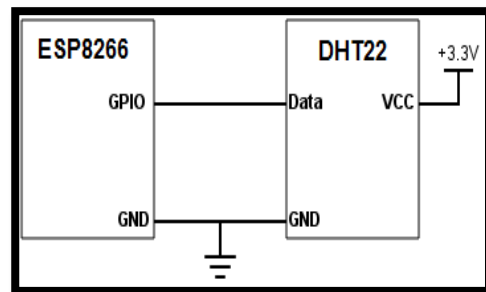 ESP8266
DHT22
+3.3V
GPIO
Data
VCC
GND
GND